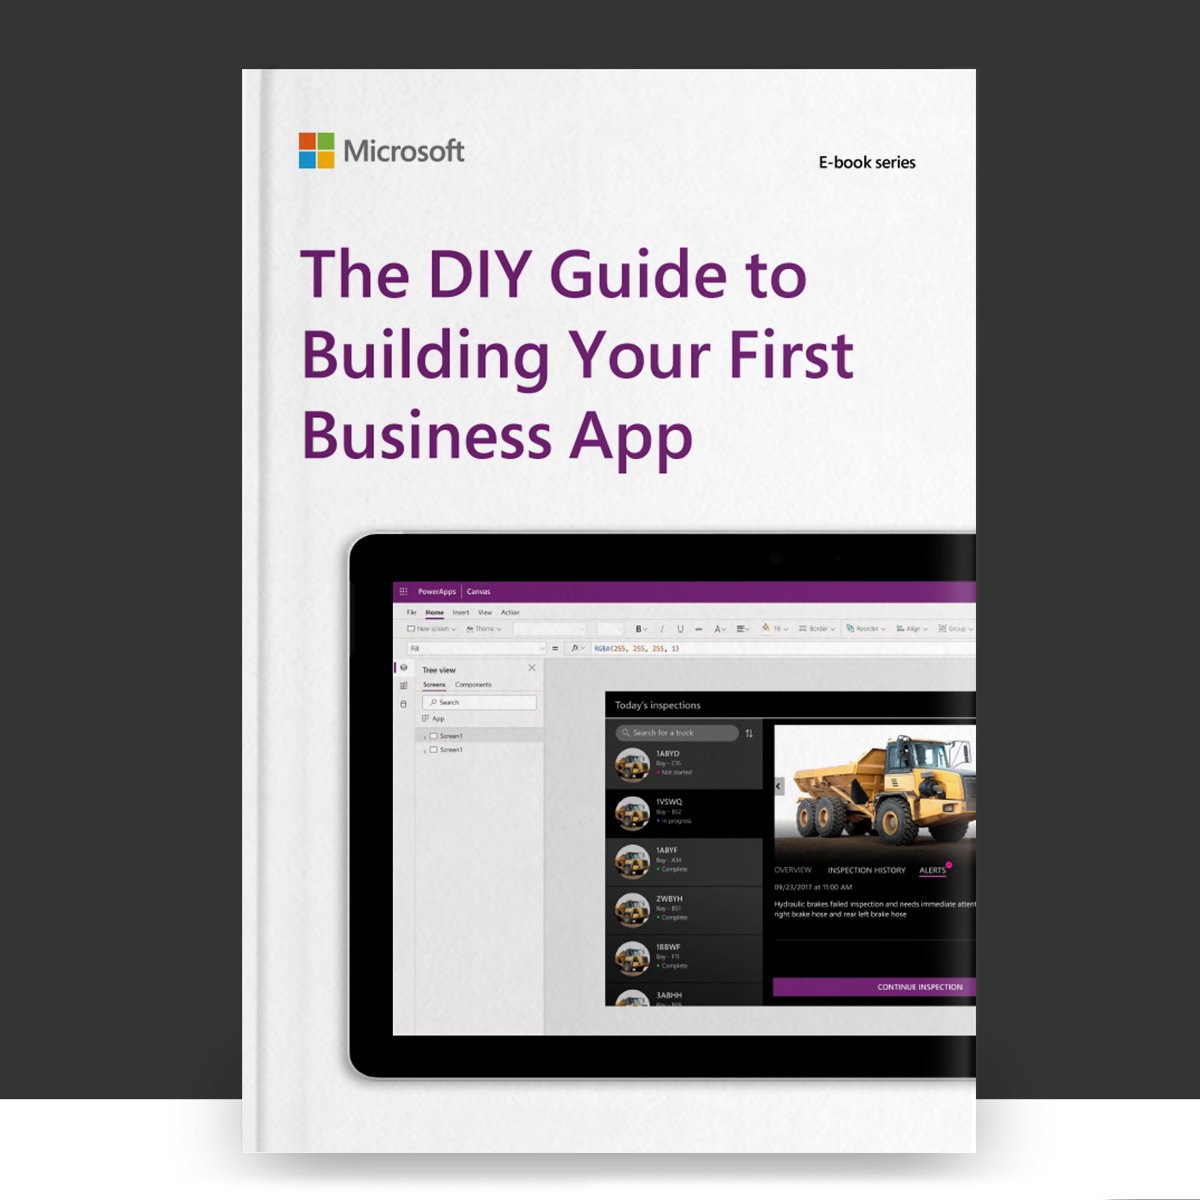 Microsoft
E-book series
The DIY Guide to
Building Your First
Business App
PowerApps Canvas
File Home Insert View Action
New screen Theme B I U A Fill Border Reorder Align Group
Fill = fx RGBA(255, 255, 255, 1)
Tree view
Screens Components
Search
App
Screen1
Screen1
Today's inspections
Search for a truck
1ABYD
Bay - C15
Not started
1VSWQ
Bay - B52
In progress
1ABYF
Bay - A14
Complete
2WBYH
Bay - B51
Complete
1BBWF
Bay - F11
Complete
3ABHH
OVERVIEW INSPECTION HISTORY ALERTS
09/23/2017 at 11:00 AM
Hydraulic brakes failed inspection and needs immediate atten
right brake hose and rear left brake hose
CONTINUE INSPECTION